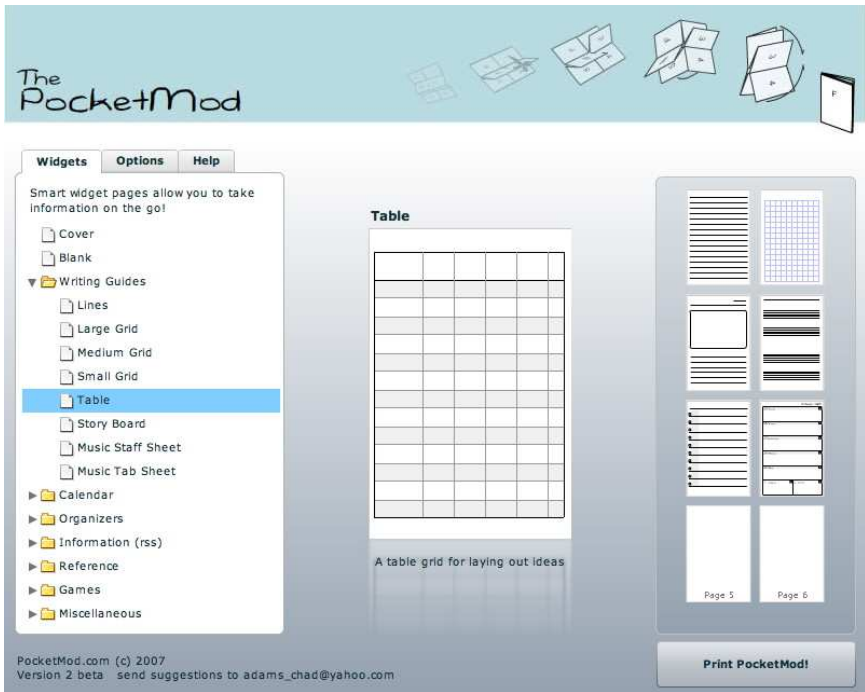 The
PocketMod
F
Widgets
Options
Help
Smart widget pages allow you to take
information on the go!
Cover
Blank
Writing Guides
Lines
Large Grid
Medium Grid
Small Grid
Table
Story Board
Music Staff Sheet
Music Tab Sheet
Calendar
Organizers
Information (rss)
Reference
Games
Miscellaneous
Table
A table grid for laying out ideas
Page 5
Page 6
Print PocketMod!
PocketMod.com (c) 2007
Version 2 beta send suggestions to adams_chad@yahoo.com